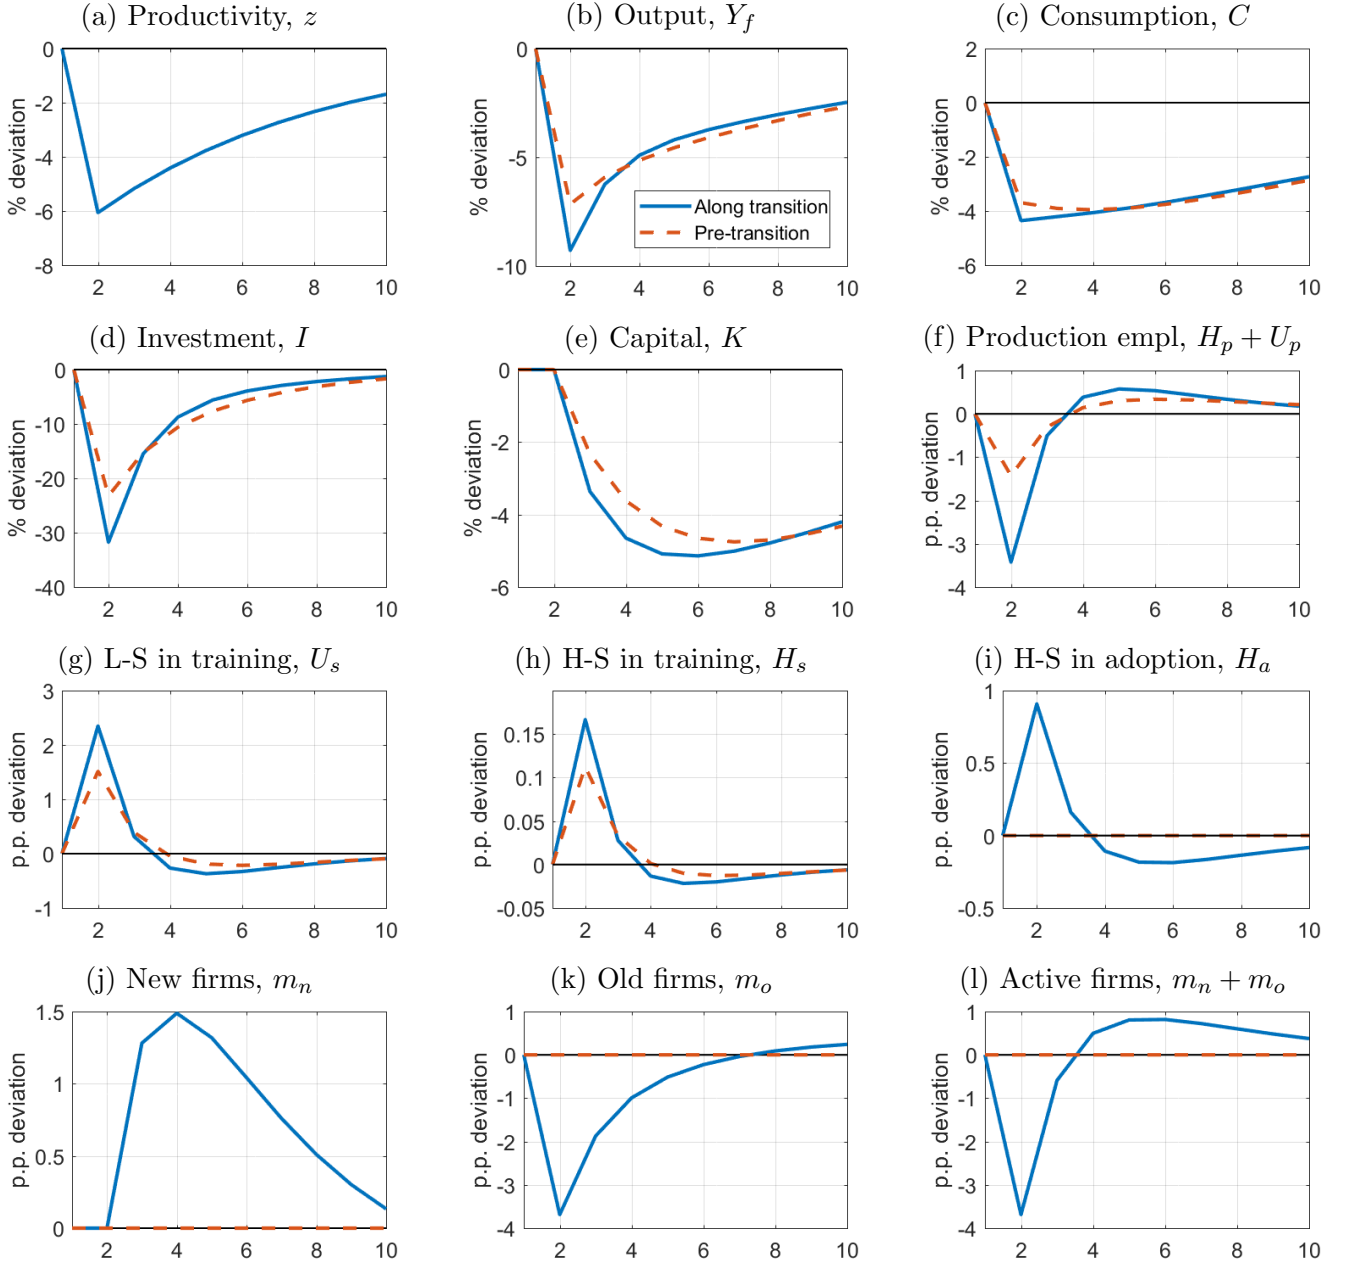 (a) Productivity, z
(b) Output, Y_f
(c) Consumption, C
% deviation
0
-2
-4
-6
-8
2 4 6 8 10
% deviation
0
-5
-10
2 4 6 8 10
Along transition
Pre-transition
% deviation
2
0
-2
-4
-6
2 4 6 8 10
(d) Investment, I
(e) Capital, K
(f) Production empl, H_p + U_p
% deviation
0
-10
-20
-30
-40
2 4 6 8 10
% deviation
0
-2
-4
-6
2 4 6 8 10
p.p. deviation
1
0
-1
-2
-3
-4
2 4 6 8 10
(g) L-S in training, U_s
(h) H-S in training, H_s
(i) H-S in adoption, H_a
p.p. deviation
3
2
1
0
-1
2 4 6 8 10
p.p. deviation
0.15
0.1
0.05
0
-0.05
2 4 6 8 10
p.p. deviation
1
0.5
0
-0.5
2 4 6 8 10
(j) New firms, m_n
(k) Old firms, m_o
(l) Active firms, m_n + m_o
p.p. deviation
1.5
1
0.5
0
2 4 6 8 10
p.p. deviation
1
0
-1
-2
-3
-4
2 4 6 8 10
p.p. deviation
1
0
-1
-2
-3
-4
2 4 6 8 10